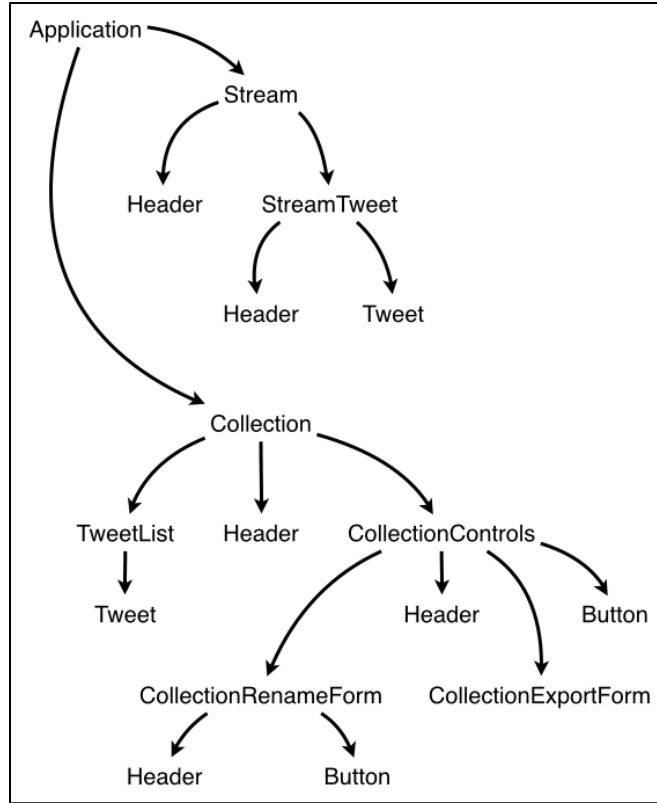 Application
Stream
Header
StreamTweet
Header
Tweet
Collection
TweetList
Header
CollectionControls
Tweet
Header
Button
CollectionRenameForm
CollectionExportForm
Header
Button